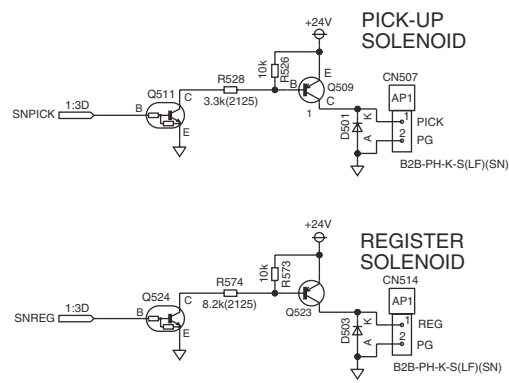 +24V
PICK-UP
SOLENOID
10k
R526
E
CN507
Q511
R528
B
Q509
AP1
C
C
SNPICK
1:3D
B
3.3k(2125)
1
K
1
PICK
E
D501
A
2
PG
B2B-PH-K-S(LF)(SN)
+24V
REGISTER
SOLENOID
10k
R573
CN514
Q524
R574
AP1
C
8.2k(2125)
Q523
SNREG
1:3D
B
K
1
REG
E
D503
A
2
PG
B2B-PH-K-S(LF)(SN)